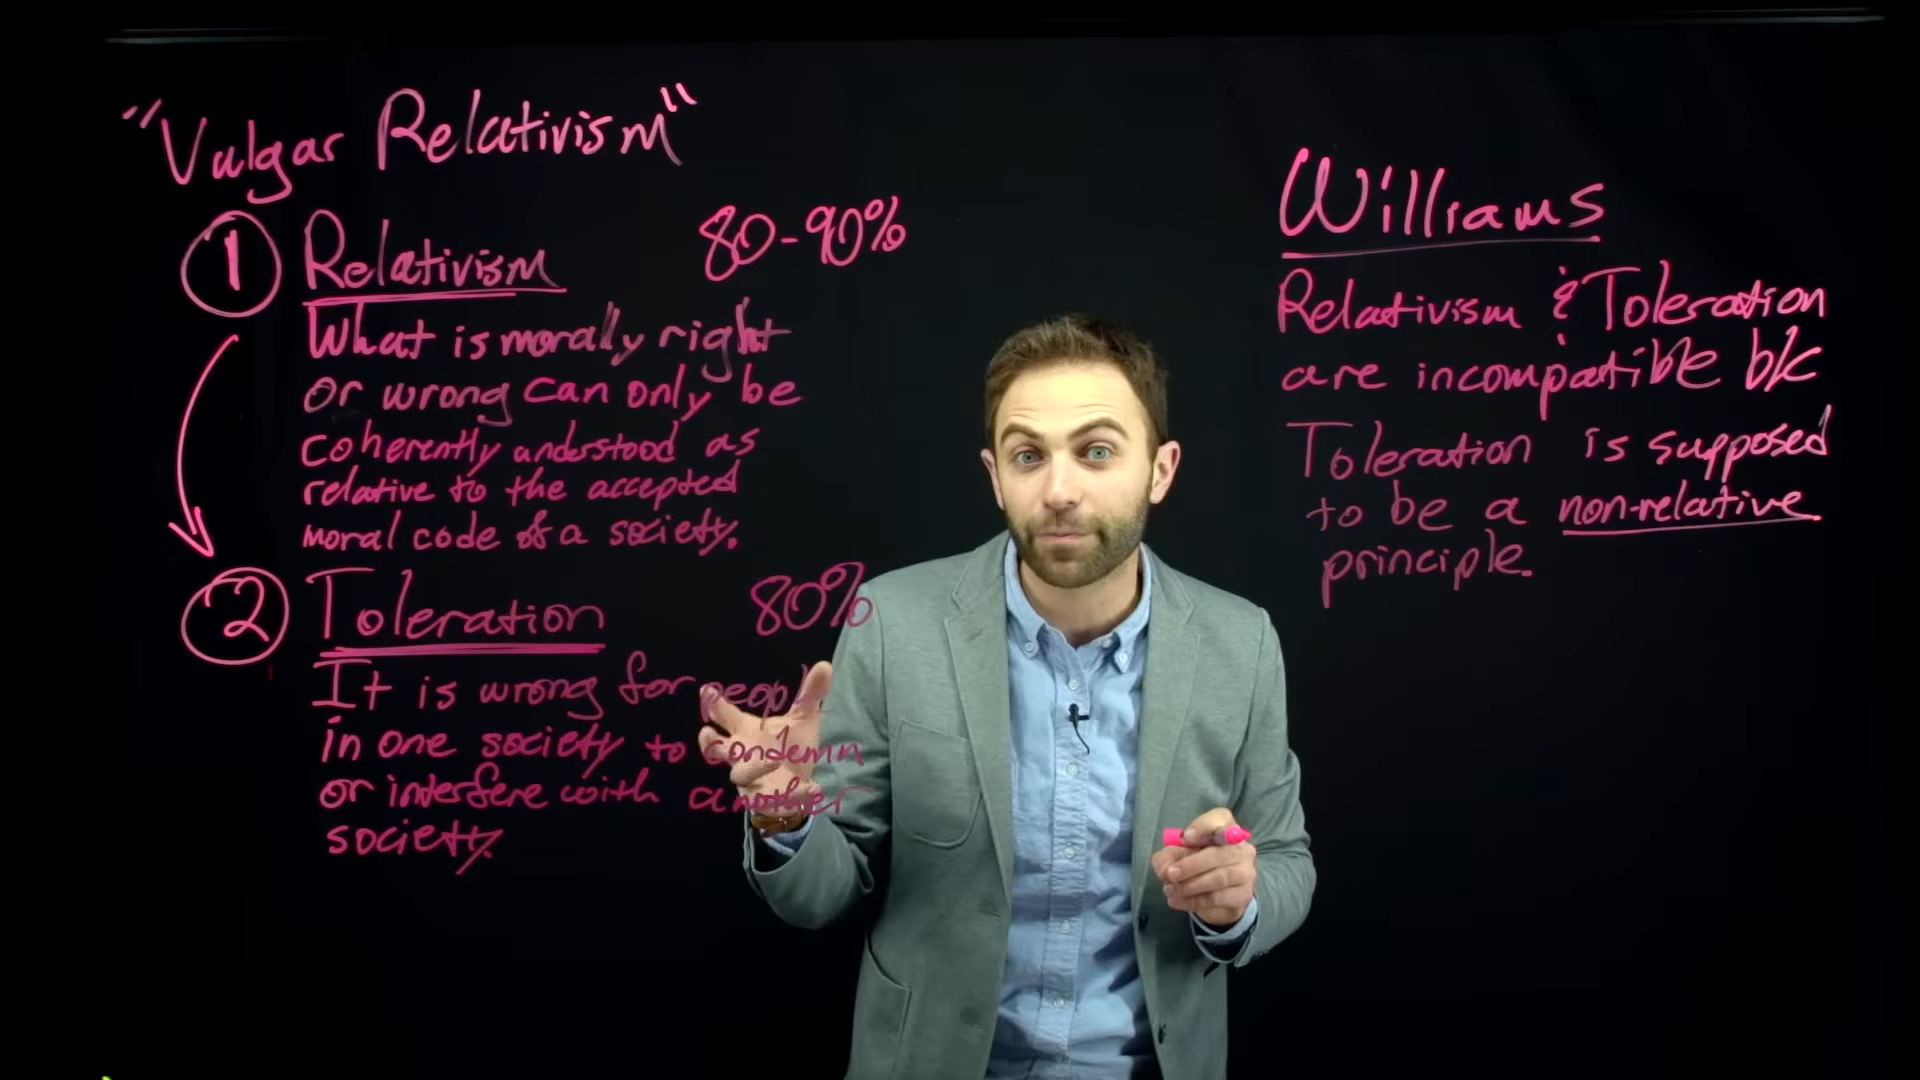 "Vulgar Relativism"
1 Relativism 80-90%
What is morally right
or wrong can only be
coherently understood as
relative to the accepted
moral code of a society.
2 Toleration 80%
It is wrong for people
in one society to condemn
or interfere with another
society.
Williams
Relativism & Toleration
are incompatible b/c
Toleration is supposed
to be a non-relative
principle.